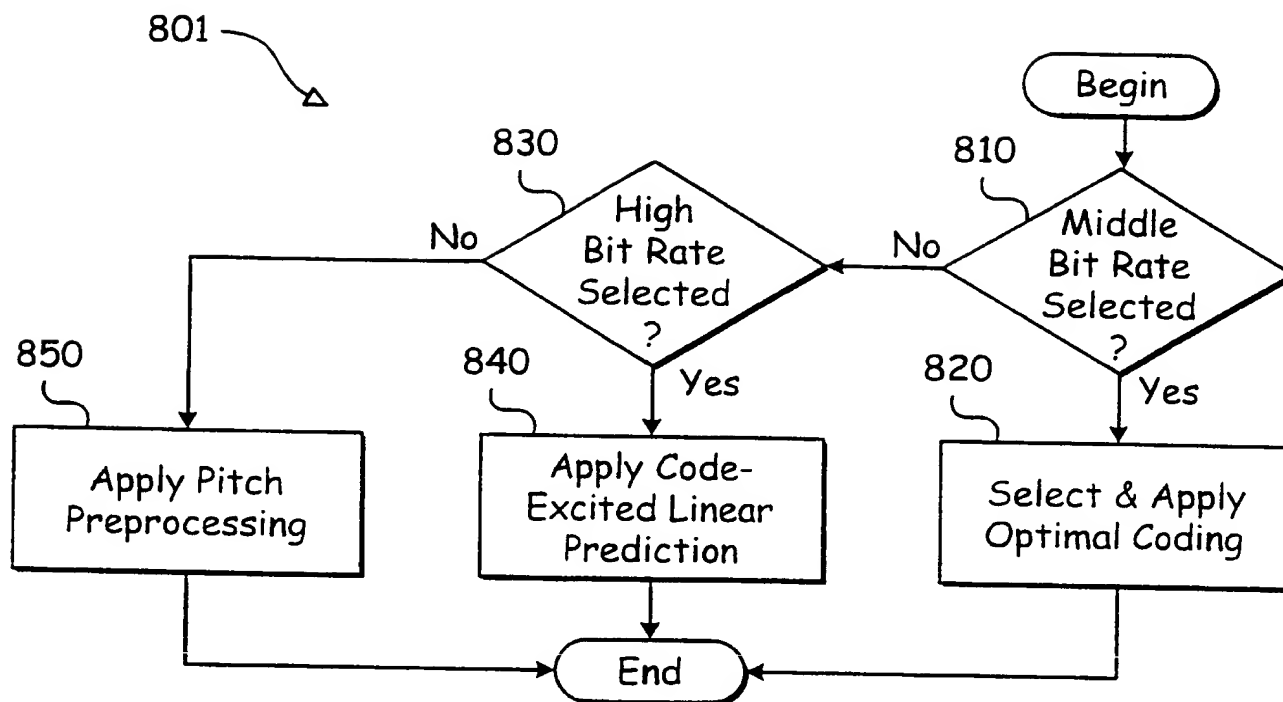 801
Begin
830
810
High
Bit Rate
Selected
?
Middle
Bit Rate
Selected
?
No
No
Yes
Yes
850
840
820
Apply Pitch
Preprocessing
Apply Code-
Excited Linear
Prediction
Select & Apply
Optimal Coding
End